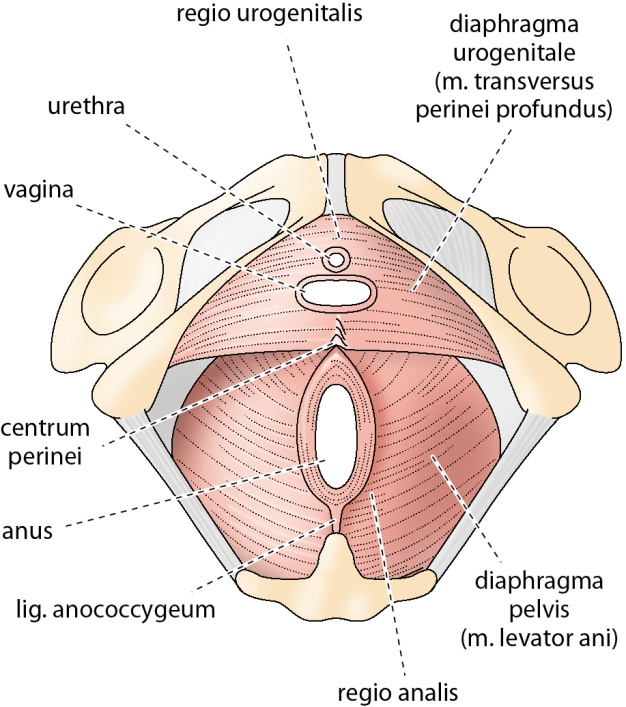 regio urogenitalis
diaphragma
urogenitale
(m. transversus
perinei profundus)
urethra
vagina
centrum
perinei
anus
lig. anococcygeum
diaphragma
pelvis
(m. levator ani)
regio analis